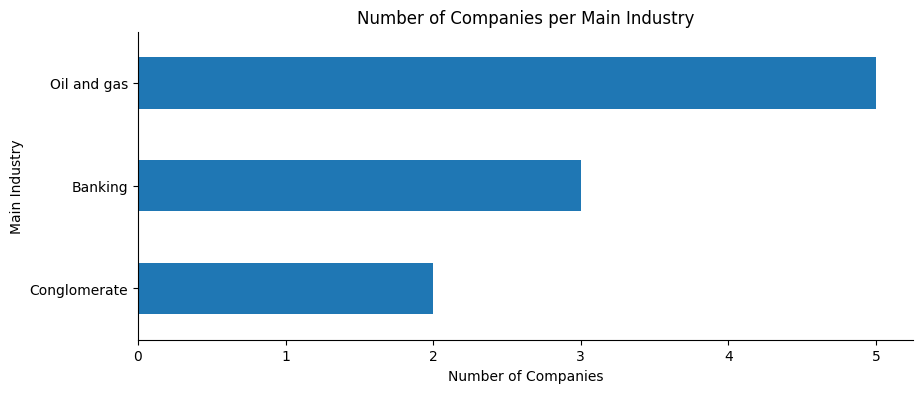 Number of Companies per Main Industry
Main Industry
Oil and gas
Banking
Conglomerate
0 1 2 3 4 5
Number of Companies